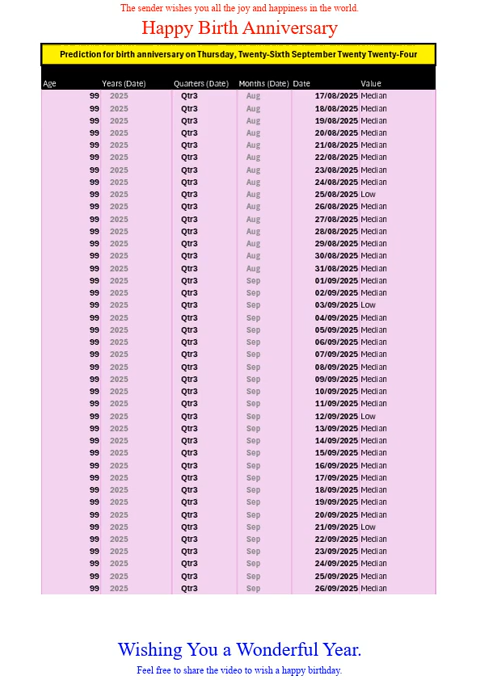 The sender wishes you all the joy and happiness in the world.
Happy Birth Anniversary
Prediction for birth anniversary on Thursday, Twenty-Sixth September Twenty Twenty-Four
Age Years (Date) Quarters (Date) Months (Date) Date Value
99 2025 Qtr3 Aug 17/08/2025 Median
99 2025 Qtr3 Aug 18/08/2025 Median
99 2025 Qtr3 Aug 19/08/2025 Median
99 2025 Qtr3 Aug 20/08/2025 Median
99 2025 Qtr3 Aug 21/08/2025 Median
99 2025 Qtr3 Aug 22/08/2025 Median
99 2025 Qtr3 Aug 23/08/2025 Median
99 2025 Qtr3 Aug 24/08/2025 Median
99 2025 Qtr3 Aug 25/08/2025 Low
99 2025 Qtr3 Aug 26/08/2025 Median
99 2025 Qtr3 Aug 27/08/2025 Median
99 2025 Qtr3 Aug 28/08/2025 Median
99 2025 Qtr3 Aug 29/08/2025 Median
99 2025 Qtr3 Aug 30/08/2025 Median
99 2025 Qtr3 Aug 31/08/2025 Median
99 2025 Qtr3 Sep 01/09/2025 Median
99 2025 Qtr3 Sep 02/09/2025 Median
99 2025 Qtr3 Sep 03/09/2025 Low
99 2025 Qtr3 Sep 04/09/2025 Median
99 2025 Qtr3 Sep 05/09/2025 Median
99 2025 Qtr3 Sep 06/09/2025 Median
99 2025 Qtr3 Sep 07/09/2025 Median
99 2025 Qtr3 Sep 08/09/2025 Median
99 2025 Qtr3 Sep 09/09/2025 Median
99 2025 Qtr3 Sep 10/09/2025 Median
99 2025 Qtr3 Sep 11/09/2025 Median
99 2025 Qtr3 Sep 12/09/2025 Low
99 2025 Qtr3 Sep 13/09/2025 Median
99 2025 Qtr3 Sep 14/09/2025 Median
99 2025 Qtr3 Sep 15/09/2025 Median
99 2025 Qtr3 Sep 16/09/2025 Median
99 2025 Qtr3 Sep 17/09/2025 Median
99 2025 Qtr3 Sep 18/09/2025 Median
99 2025 Qtr3 Sep 19/09/2025 Median
99 2025 Qtr3 Sep 20/09/2025 Median
99 2025 Qtr3 Sep 21/09/2025 Low
99 2025 Qtr3 Sep 22/09/2025 Median
99 2025 Qtr3 Sep 23/09/2025 Median
99 2025 Qtr3 Sep 24/09/2025 Median
99 2025 Qtr3 Sep 25/09/2025 Median
99 2025 Qtr3 Sep 26/09/2025 Median
Wishing You a Wonderful Year.
Feel free to share the video to wish a happy birthday.